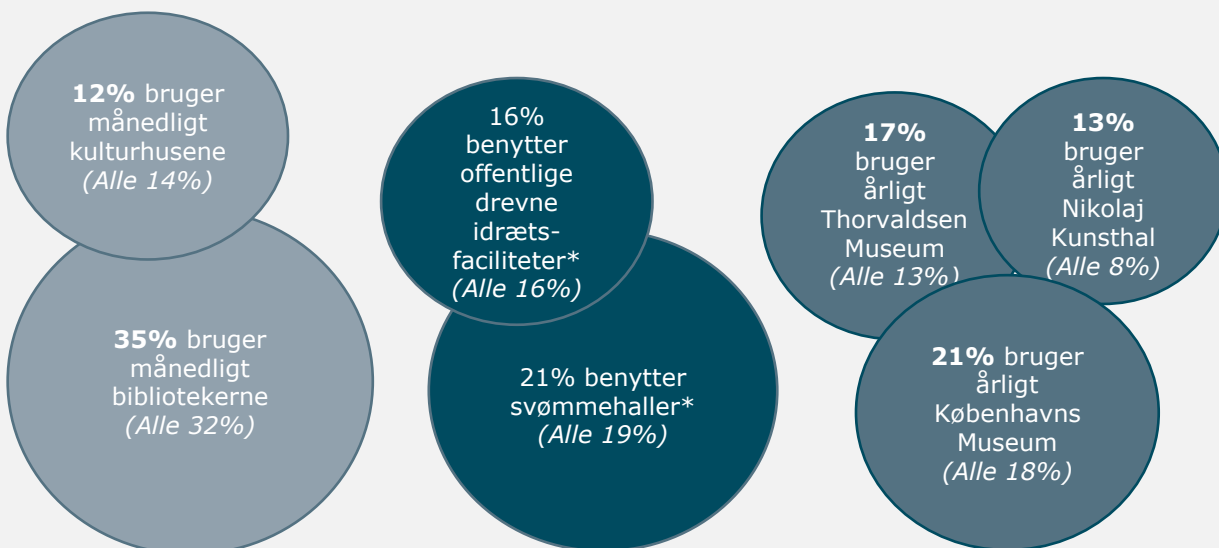 12% bruger
månedligt
kulturhusene
(Alle 14%)
35% bruger
månedligt
bibliotekerne
(Alle 32%)
16%
benytter
offentlige
drevne
idræts-
faciliteter*
(Alle 16%)
21% benytter
svømmehaller*
(Alle 19%)
17%
bruger
årligt
Thorvaldsen
Museum
(Alle 13%)
13%
bruger
årligt
Nikolaj
Kunsthal
(Alle 8%)
21% bruger
årligt
Københavns
Museum
(Alle 18%)